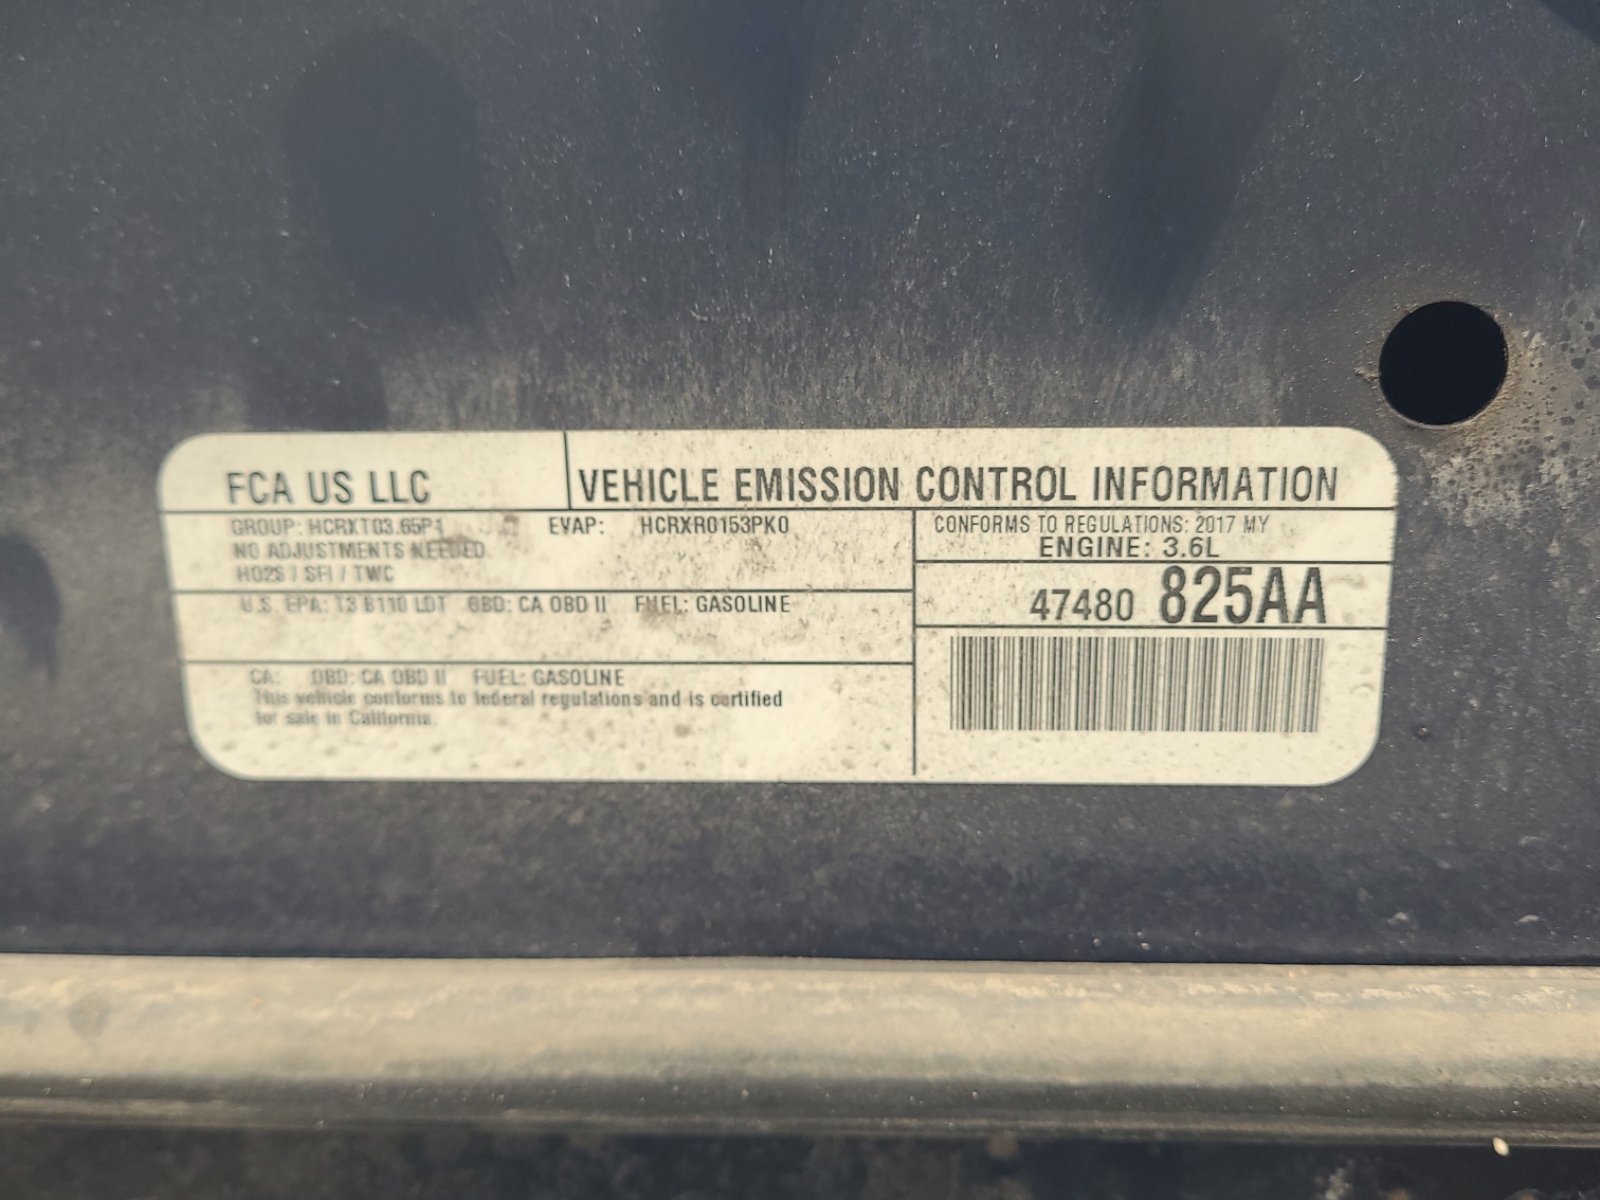 FCA US LLC
VEHICLE EMISSION CONTROL INFORMATION
GROUP: HCRXT03.65P4 EVAP: HCRXR0153PK0
NO ADJUSTMENTS NEEDED
HO2S / SFI / TWC
U.S. EPA: T3 B110 LDT OBD: CA OBD II FUEL: GASOLINE
CA: OBD: CA OBD II FUEL: GASOLINE
This vehicle conforms to federal regulations and is certified
for sale in California.
CONFORMS TO REGULATIONS: 2017 MY
ENGINE: 3.6L
47480 825AA